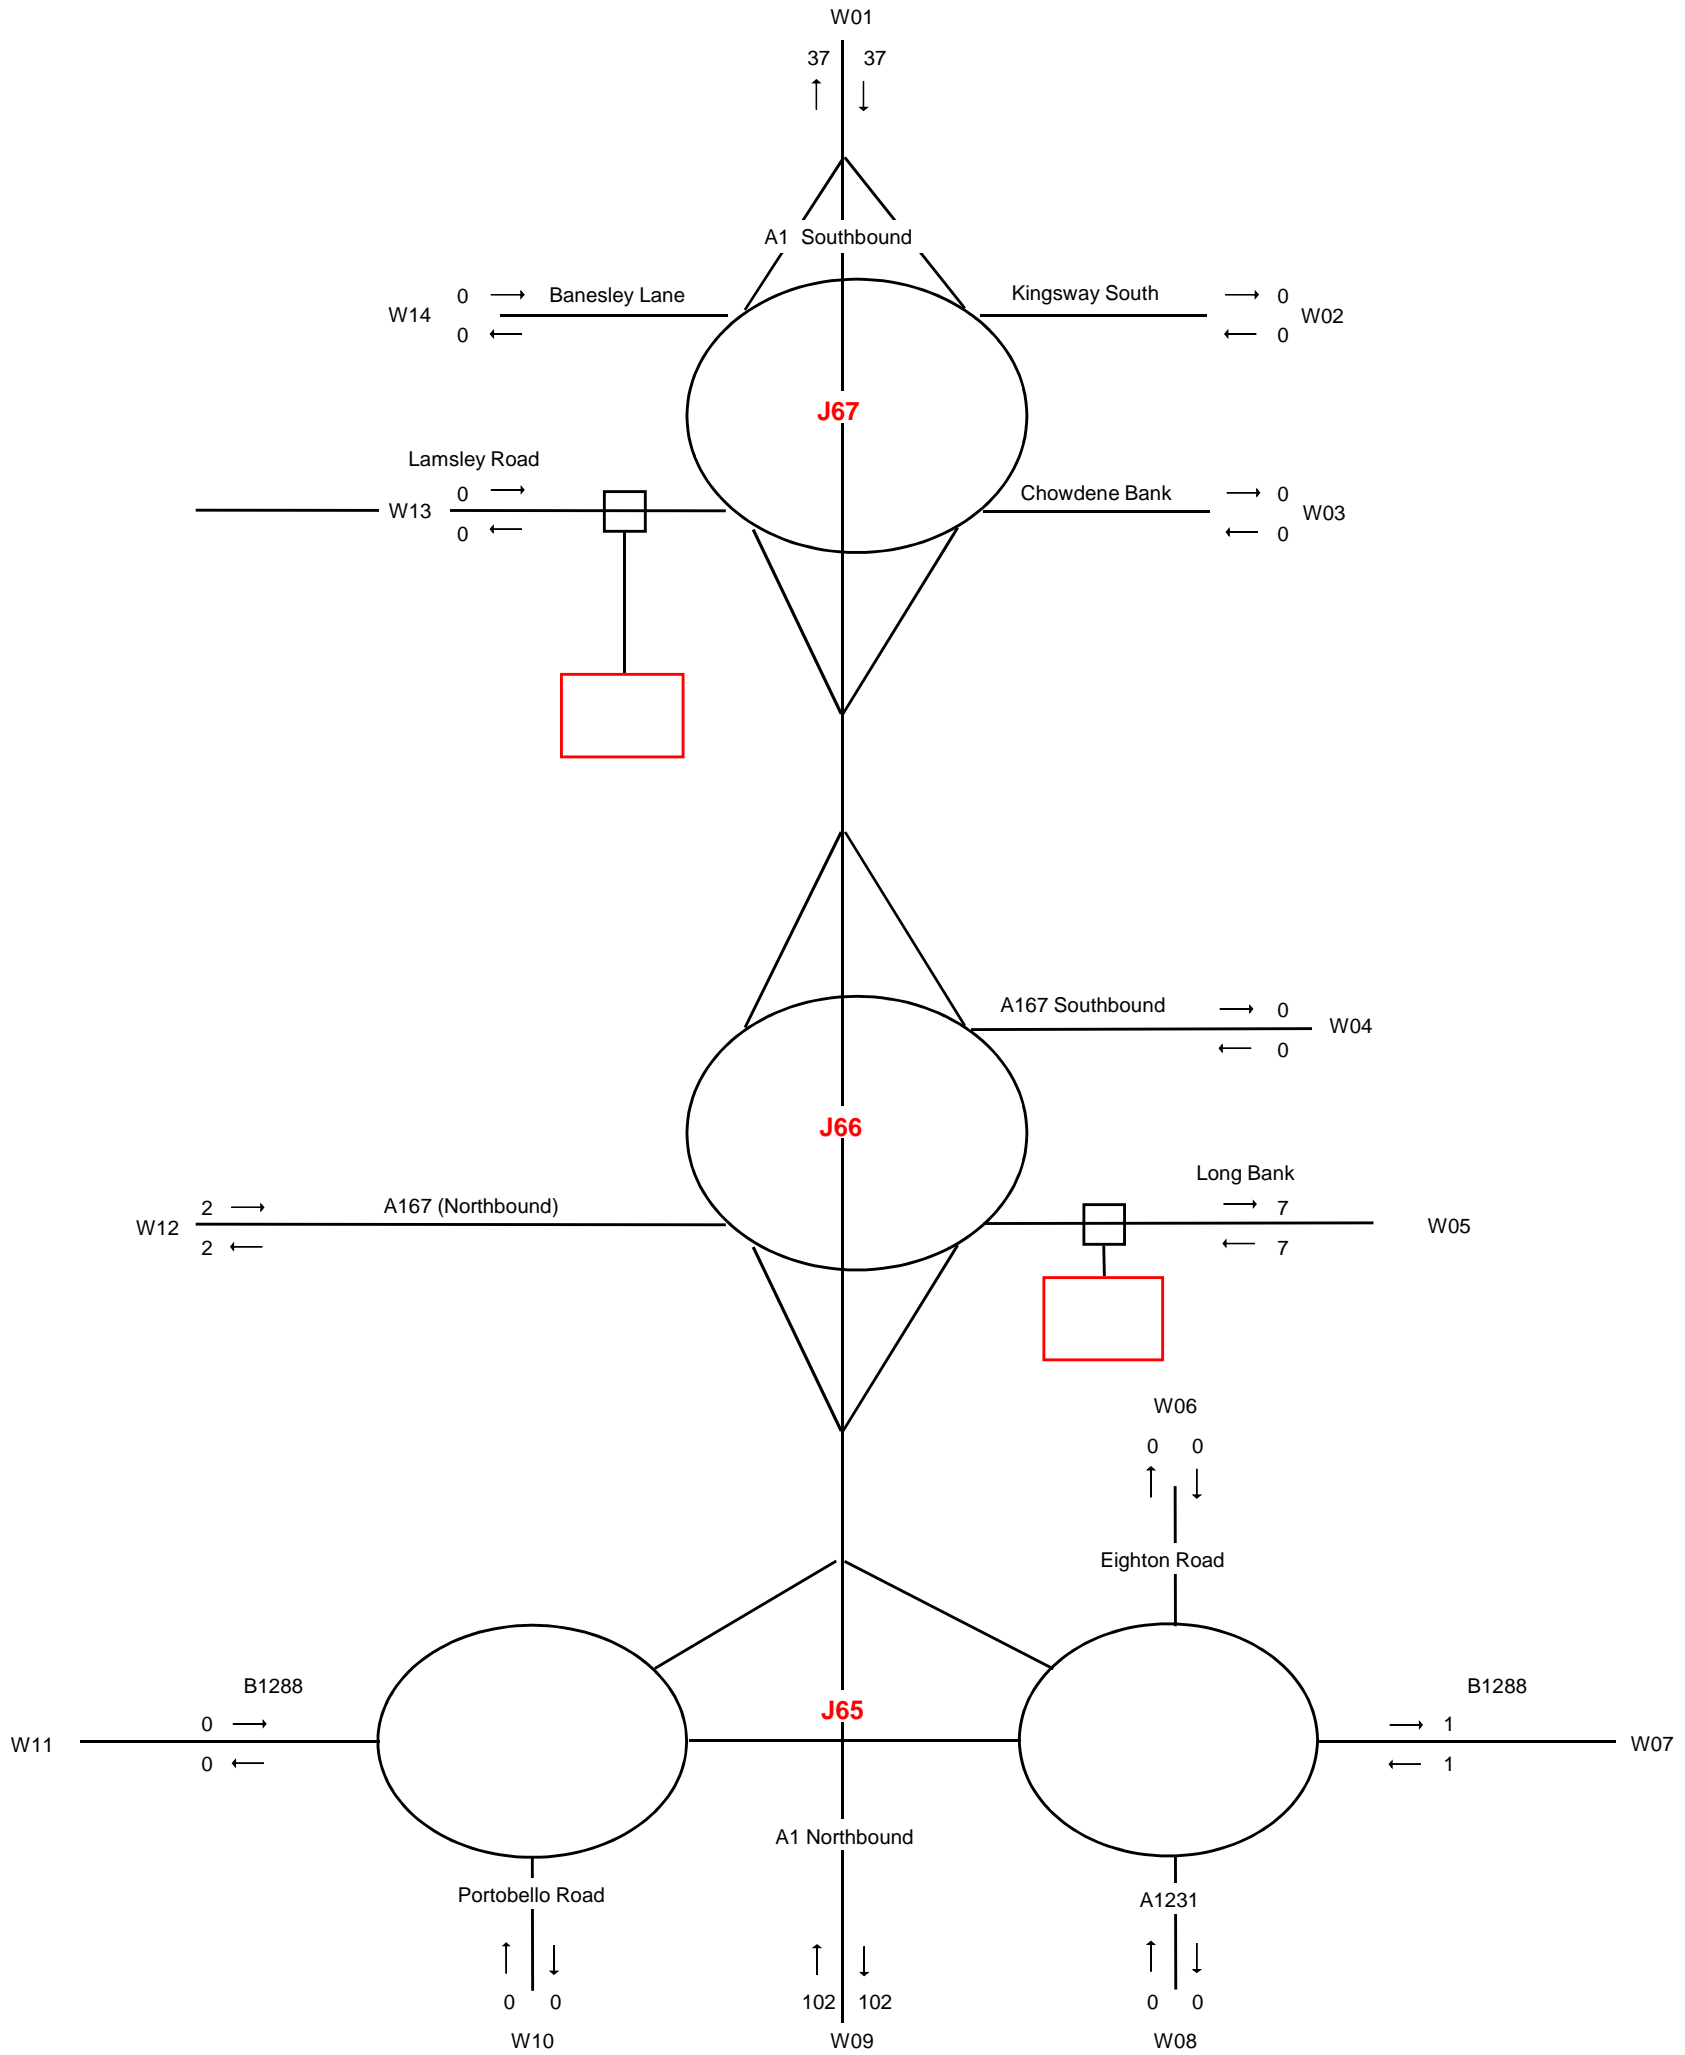 W01
37 37
A1 Southbound
0 Banesley Lane
W14
0
Kingsway South 0
W02
0
J67
Lamsley Road
0
W13
0
Chowdene Bank 0
W03
0
A167 Southbound 0
W04
0
J66
Long Bank
2 A167 (Northbound)
W12
2
7
W05
7
W06
0 0
Eighton Road
B1288
0
W11
0
J65
B1288
1
W07
1
A1 Northbound
Portobello Road
A1231
0 0
102 102
0 0
W10
W09
W08